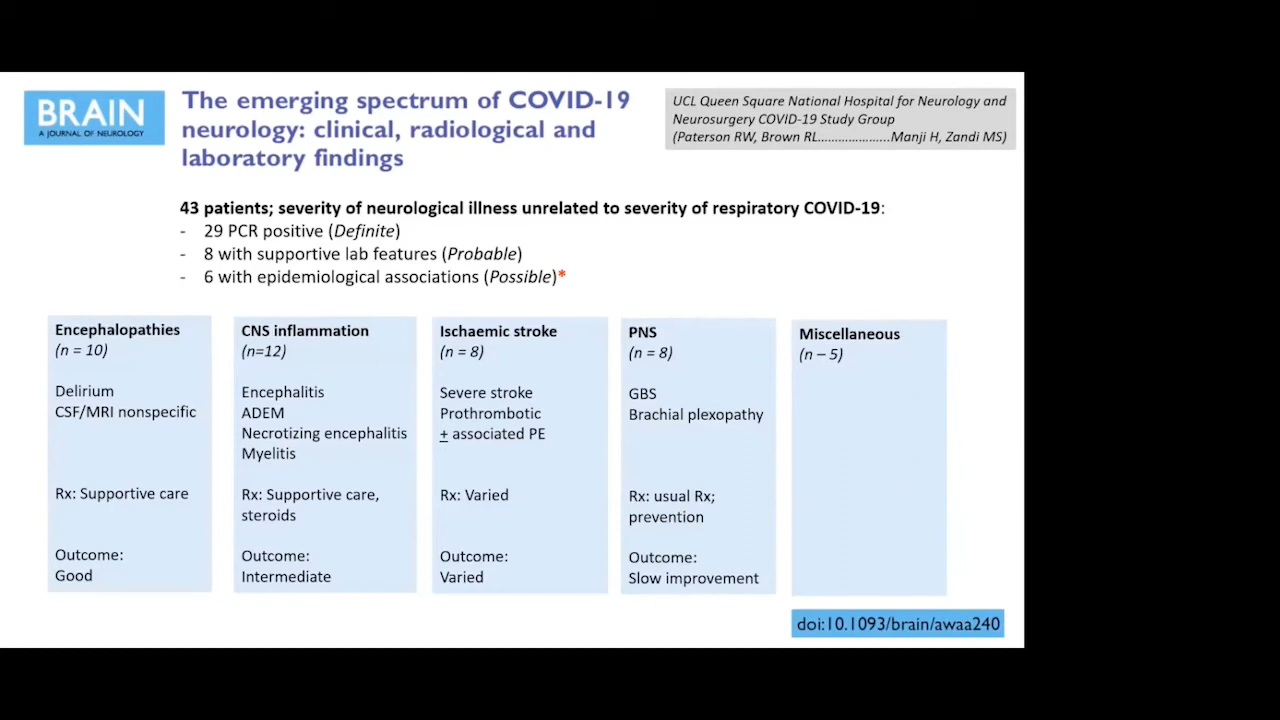 BRAIN
A JOURNAL OF NEUROLOGY
The emerging spectrum of COVID-19
neurology: clinical, radiological and
laboratory findings
UCL Queen Square National Hospital for Neurology and
Neurosurgery COVID-19 Study Group
(Paterson RW, Brown RL…………………Manji H, Zandi MS)
43 patients; severity of neurological illness unrelated to severity of respiratory COVID-19:
- 29 PCR positive (Definite)
- 8 with supportive lab features (Probable)
- 6 with epidemiological associations (Possible)*
Encephalopathies
(n = 10)
Delirium
CSF/MRI nonspecific
Rx: Supportive care
Outcome:
Good
CNS inflammation
(n=12)
Encephalitis
ADEM
Necrotizing encephalitis
Myelitis
Rx: Supportive care,
steroids
Outcome:
Intermediate
Ischaemic stroke
(n = 8)
Severe stroke
Prothrombotic
+ associated PE
Rx: Varied
Outcome:
Varied
PNS
(n = 8)
GBS
Brachial plexopathy
Rx: usual Rx;
prevention
Outcome:
Slow improvement
Miscellaneous
(n – 5)
doi:10.1093/brain/awaa240